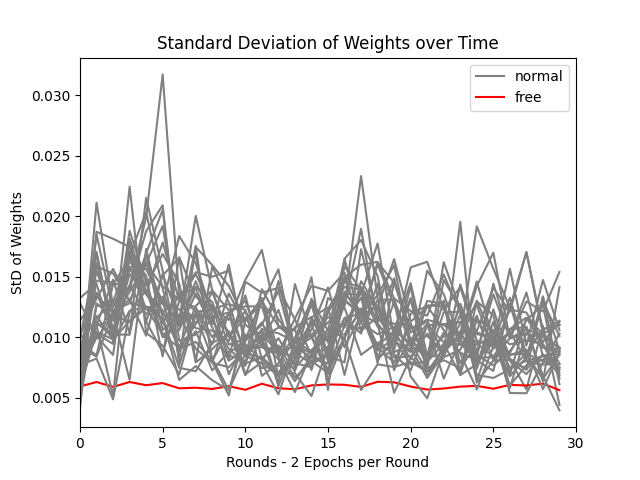 Standard Deviation of Weights over Time
normal
free
StD of Weights
0.030
0.025
0.020
0.015
0.010
0.005
0 5 10 15 20 25 30
Rounds - 2 Epochs per Round